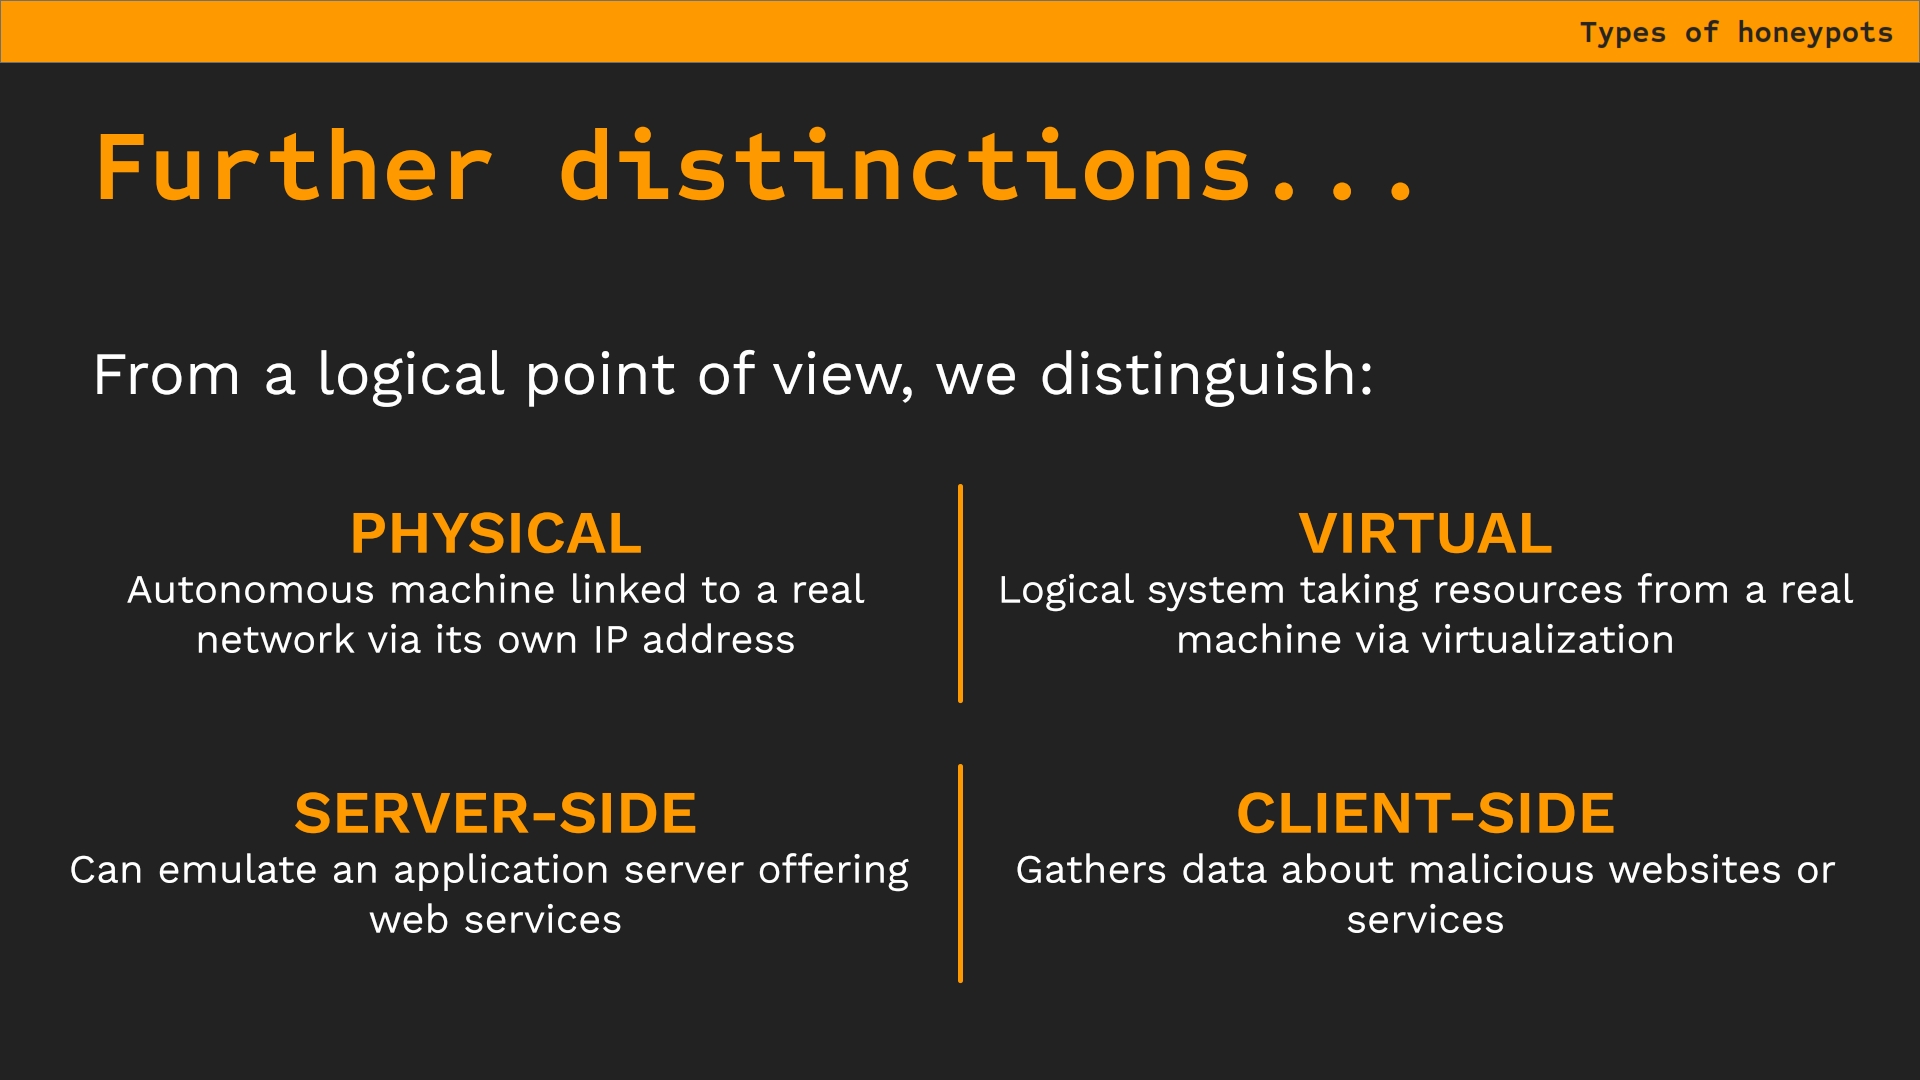 Types of honeypots
Further distinctions...
From a logical point of view, we distinguish:
PHYSICAL
Autonomous machine linked to a real
network via its own IP address
VIRTUAL
Logical system taking resources from a real
machine via virtualization
SERVER-SIDE
Can emulate an application server offering
web services
CLIENT-SIDE
Gathers data about malicious websites or
services